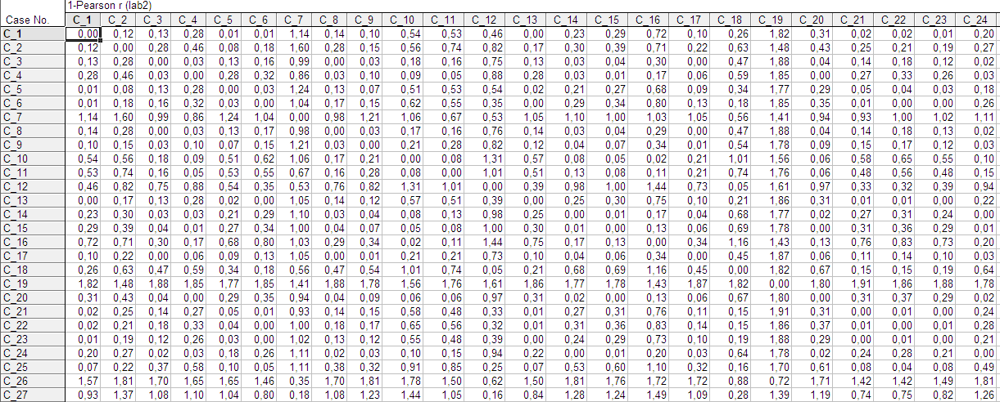 1-Pearson r (lab2)
Case No. C_1 C_2 C_3 C_4 C_5 C_6 C_7 C_8 C_9 C_10 C_11 C_12 C_13 C_14 C_15 C_16 C_17 C_18 C_19 C_20 C_21 C_22 C_23 C_24
C_1 0,00 0,12 0,13 0,28 0,01 0,01 1,14 0,14 0,10 0,54 0,53 0,46 0,00 0,23 0,29 0,72 0,10 0,26 1,82 0,31 0,02 0,02 0,01 0,20
C_2 0,12 0,00 0,28 0,46 0,08 0,18 1,60 0,28 0,15 0,56 0,74 0,82 0,17 0,30 0,39 0,71 0,22 0,63 1,48 0,43 0,25 0,21 0,19 0,27
C_3 0,13 0,28 0,00 0,03 0,13 0,16 0,99 0,00 0,03 0,18 0,16 0,75 0,13 0,03 0,04 0,30 0,00 0,47 1,88 0,04 0,14 0,18 0,12 0,02
C_4 0,28 0,46 0,03 0,00 0,28 0,32 0,86 0,03 0,10 0,09 0,05 0,88 0,28 0,03 0,01 0,17 0,06 0,59 1,85 0,00 0,27 0,33 0,26 0,03
C_5 0,01 0,08 0,13 0,28 0,00 0,03 1,24 0,13 0,07 0,51 0,53 0,54 0,02 0,21 0,27 0,68 0,09 0,34 1,77 0,29 0,05 0,04 0,03 0,18
C_6 0,01 0,18 0,16 0,32 0,03 0,00 1,04 0,17 0,15 0,62 0,55 0,35 0,00 0,29 0,34 0,80 0,13 0,18 1,85 0,35 0,01 0,00 0,00 0,26
C_7 1,14 1,60 0,99 0,86 1,24 1,04 0,00 0,98 1,21 1,06 0,67 0,53 1,05 1,10 1,00 1,03 1,05 0,56 1,41 0,94 0,93 1,00 1,02 1,11
C_8 0,14 0,28 0,00 0,03 0,13 0,17 0,98 0,00 0,03 0,17 0,16 0,76 0,14 0,03 0,04 0,29 0,00 0,47 1,88 0,04 0,14 0,18 0,13 0,02
C_9 0,10 0,15 0,03 0,10 0,07 0,15 1,21 0,03 0,00 0,21 0,28 0,82 0,12 0,04 0,07 0,34 0,01 0,54 1,78 0,09 0,15 0,17 0,12 0,03
C_10 0,54 0,56 0,18 0,09 0,51 0,62 1,06 0,17 0,21 0,00 0,08 1,31 0,57 0,08 0,05 0,02 0,21 1,01 1,56 0,06 0,58 0,65 0,55 0,10
C_11 0,53 0,74 0,16 0,05 0,53 0,55 0,67 0,16 0,28 0,08 0,00 1,01 0,51 0,13 0,08 0,11 0,21 0,74 1,76 0,06 0,48 0,56 0,48 0,15
C_12 0,46 0,82 0,75 0,88 0,54 0,35 0,53 0,76 0,82 1,31 1,01 0,00 0,39 0,98 1,00 1,44 0,73 0,05 1,61 0,97 0,33 0,32 0,39 0,94
C_13 0,00 0,17 0,13 0,28 0,02 0,00 1,05 0,14 0,12 0,57 0,51 0,39 0,00 0,25 0,30 0,75 0,10 0,21 1,86 0,31 0,01 0,01 0,00 0,22
C_14 0,23 0,30 0,03 0,03 0,21 0,29 1,10 0,03 0,04 0,08 0,13 0,98 0,25 0,00 0,01 0,17 0,04 0,68 1,77 0,02 0,27 0,31 0,24 0,00
C_15 0,29 0,39 0,04 0,01 0,27 0,34 1,00 0,04 0,07 0,05 0,08 1,00 0,30 0,01 0,00 0,13 0,06 0,69 1,78 0,00 0,31 0,36 0,29 0,01
C_16 0,72 0,71 0,30 0,17 0,68 0,80 1,03 0,29 0,34 0,02 0,11 1,44 0,75 0,17 0,13 0,00 0,34 1,16 1,43 0,13 0,76 0,83 0,73 0,20
C_17 0,10 0,22 0,00 0,06 0,09 0,13 1,05 0,00 0,01 0,21 0,21 0,73 0,10 0,04 0,06 0,34 0,00 0,45 1,87 0,06 0,11 0,14 0,10 0,03
C_18 0,26 0,63 0,47 0,59 0,34 0,18 0,56 0,47 0,54 1,01 0,74 0,05 0,21 0,68 0,69 1,16 0,45 0,00 1,82 0,67 0,15 0,15 0,19 0,64
C_19 1,82 1,48 1,88 1,85 1,77 1,85 1,41 1,88 1,78 1,56 1,76 1,61 1,86 1,77 1,78 1,43 1,87 1,82 0,00 1,80 1,91 1,86 1,88 1,78
C_20 0,31 0,43 0,04 0,00 0,29 0,35 0,94 0,04 0,09 0,06 0,06 0,97 0,31 0,02 0,00 0,13 0,06 0,67 1,80 0,00 0,31 0,37 0,29 0,02
C_21 0,02 0,25 0,14 0,27 0,05 0,01 0,93 0,14 0,15 0,58 0,48 0,33 0,01 0,27 0,31 0,76 0,11 0,15 1,91 0,31 0,00 0,01 0,00 0,24
C_22 0,02 0,21 0,18 0,33 0,04 0,00 1,00 0,18 0,17 0,65 0,56 0,32 0,01 0,31 0,36 0,83 0,14 0,15 1,86 0,37 0,01 0,00 0,01 0,28
C_23 0,01 0,19 0,12 0,26 0,03 0,00 1,02 0,13 0,12 0,55 0,48 0,39 0,00 0,24 0,29 0,73 0,10 0,19 1,88 0,29 0,00 0,01 0,00 0,21
C_24 0,20 0,27 0,02 0,03 0,18 0,26 1,11 0,02 0,03 0,10 0,15 0,94 0,22 0,00 0,01 0,20 0,03 0,64 1,78 0,02 0,24 0,28 0,21 0,00
C_25 0,07 0,22 0,37 0,58 0,10 0,05 1,11 0,38 0,32 0,91 0,85 0,25 0,07 0,53 0,60 1,10 0,32 0,16 1,70 0,61 0,08 0,04 0,08 0,49
C_26 1,57 1,81 1,70 1,65 1,65 1,46 0,35 1,70 1,81 1,78 1,50 0,62 1,50 1,81 1,76 1,72 1,72 0,88 0,72 1,71 1,42 1,42 1,49 1,81
C_27 0,93 1,37 1,08 1,10 1,04 0,80 0,18 1,08 1,23 1,44 1,05 0,16 0,84 1,28 1,24 1,49 1,09 0,28 1,39 1,19 0,74 0,75 0,82 1,26